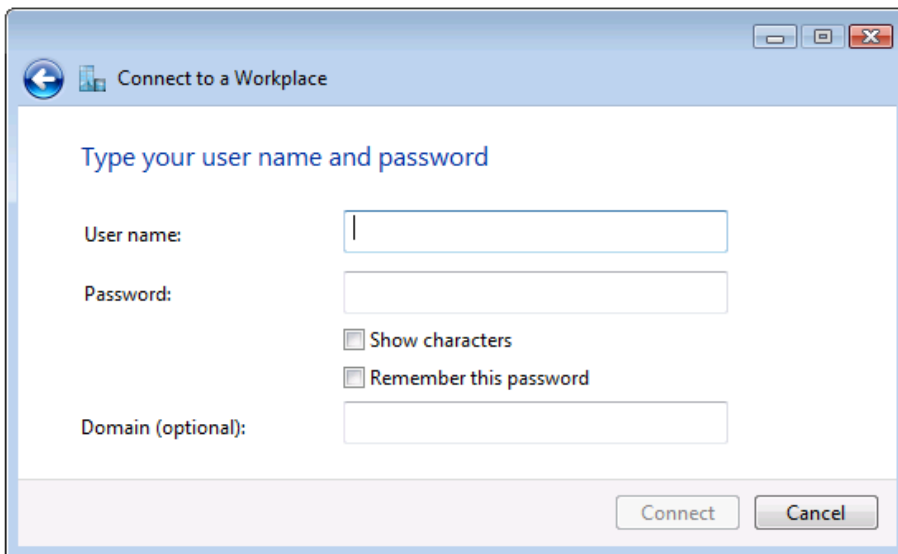 Connect to a Workplace
Type your user name and password
User name:
Password:
Show characters
Remember this password
Domain (optional):
Connect
Cancel